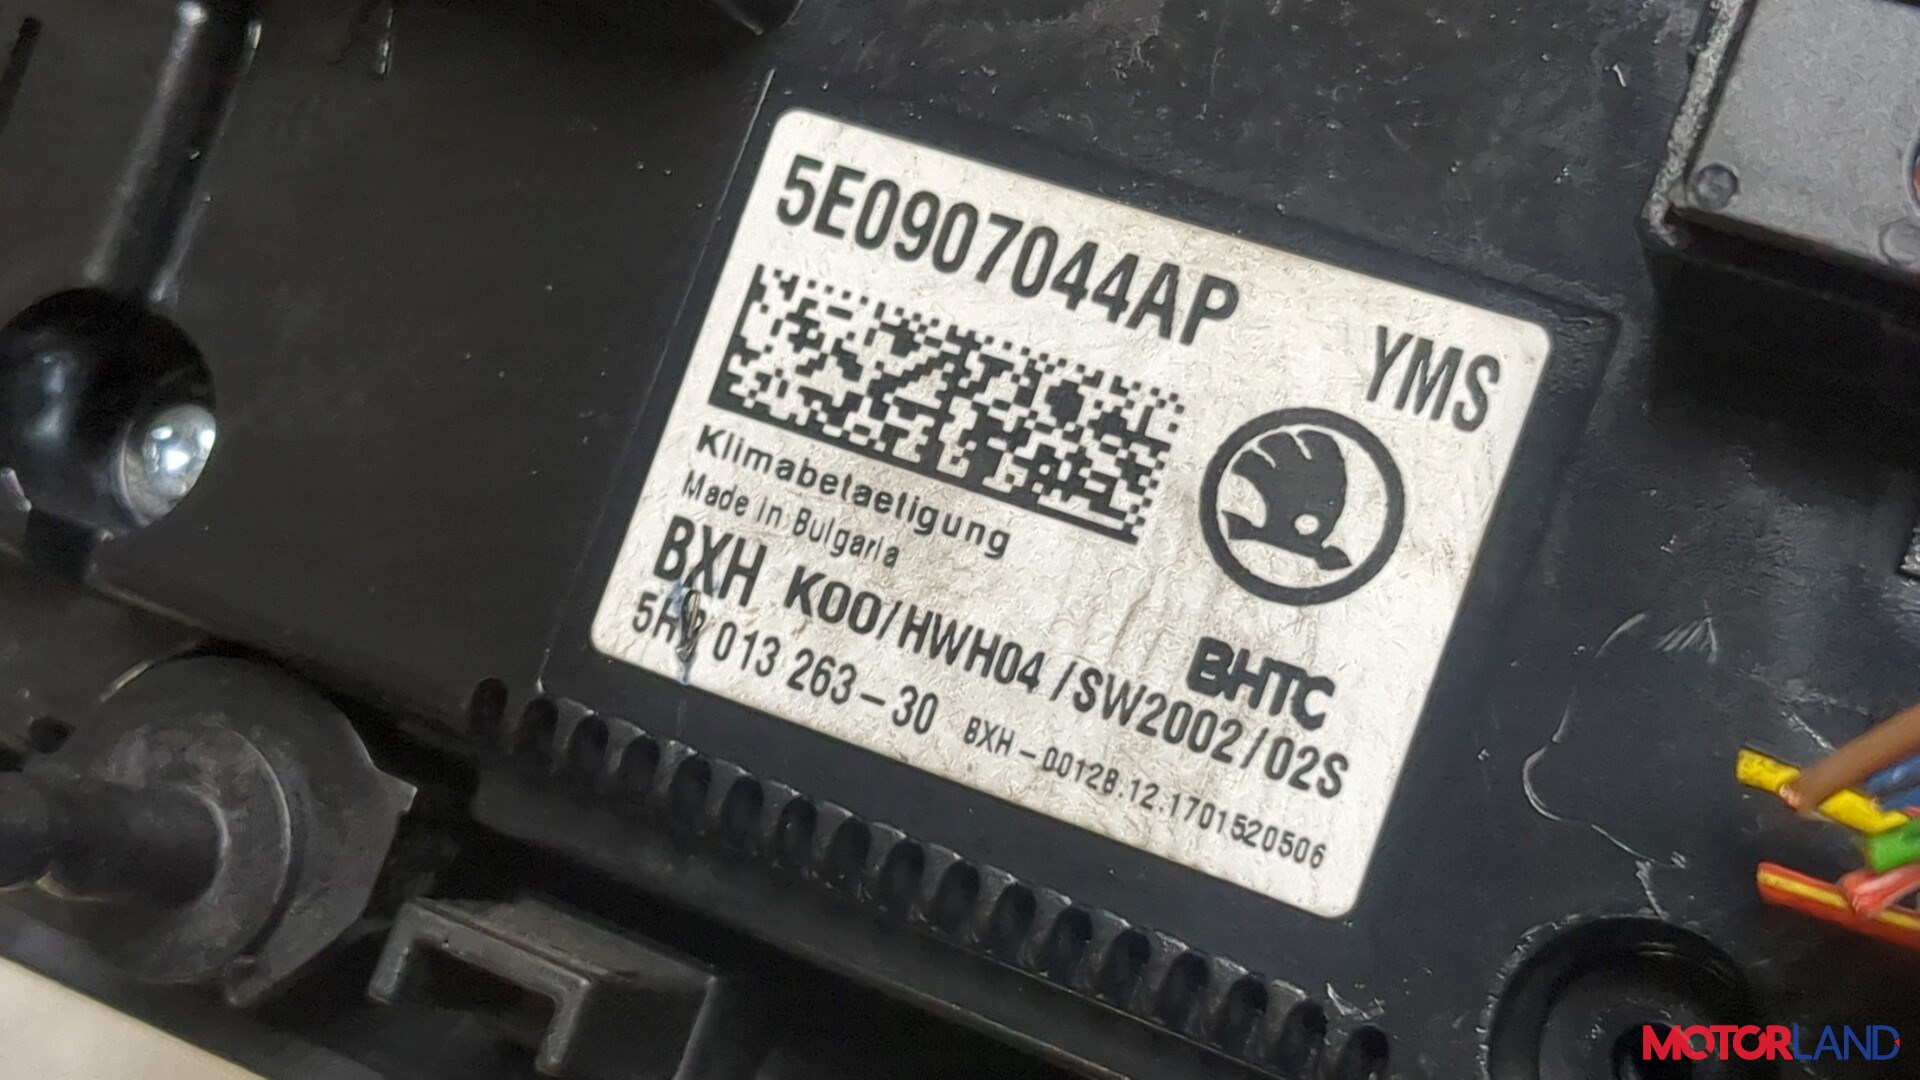 5E0907044AP
YMS
Klimabetaetigung
Made in Bulgaria
BHTC
BXH K00/HWH04 /SW2002/02S
013 263-30 BXH-00128.12.1701520506
MOTORLAND